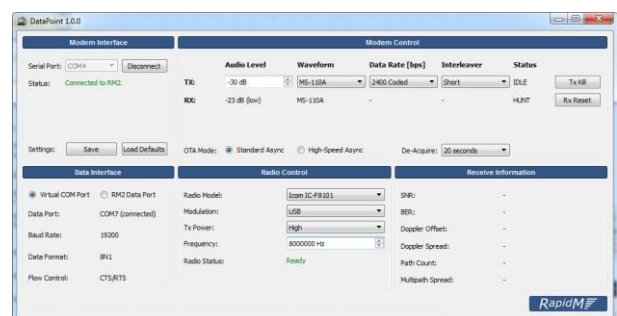 DataPoint 1.0.0
Modem Interface
Modem Control
Serial Port: COM4 Disconnect
Status: Connected to RM2.
Settings: Save Load Defaults
Audio Level Waveform Data Rate [bps] Interleaver Status
TX: -30 dB MS-110A 2400 Coded Short IDLE Tx Kill
RX: -23 dB (low) MS-110A - - HUNT Rx Reset
OTA Mode: Standard Async High-Speed Async De-Acquire: 20 seconds
Data Interface
Virtual COM Port RM2 Data Port
Data Port: COM7 (connected)
Baud Rate: 19200
Data Format: 8N1
Flow Control: CTS/RTS
Radio Control
Radio Model: Icom IC-F8101
Modulation: USB
Tx Power: High
Frequency: 8000000 Hz
Radio Status: Ready
Receive Information
SNR: -
BER: -
Doppler Offset: -
Doppler Spread: -
Path Count: -
Multipath Spread: -
RapidM